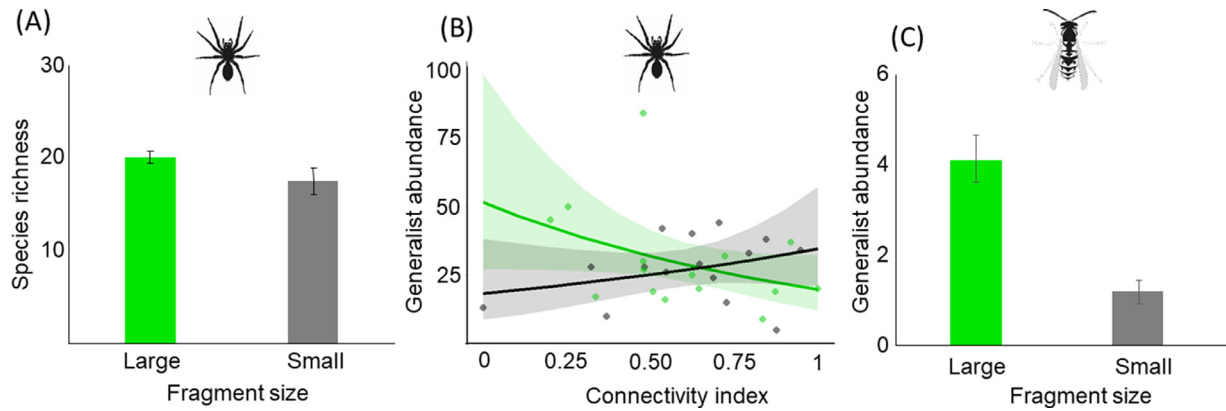 (A)
Species richness
30
20
10
Large Small
Fragment size
(B)
Generalist abundance
100
75
50
25
0 0.25 0.50 0.75 1
Connectivity index
(C)
Generalist abundance
6
4
2
0
Large Small
Fragment size